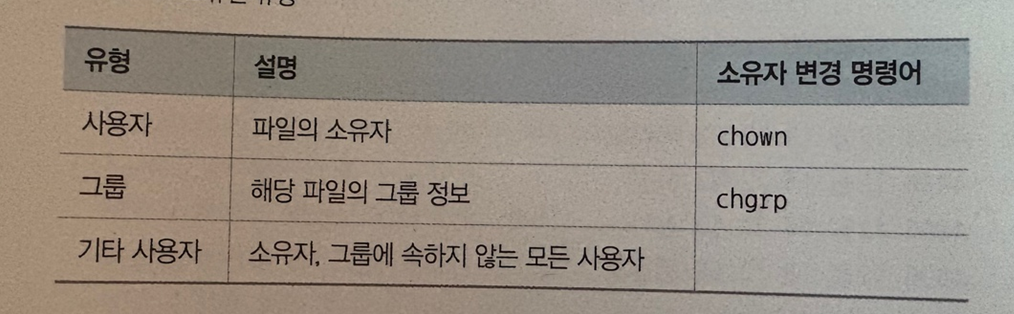 유형 설명 소유자 변경 명령어
사용자 파일의 소유자 chown
그룹 해당 파일의 그룹 정보 chgrp
기타 사용자 소유자, 그룹에 속하지 않는 모든 사용자